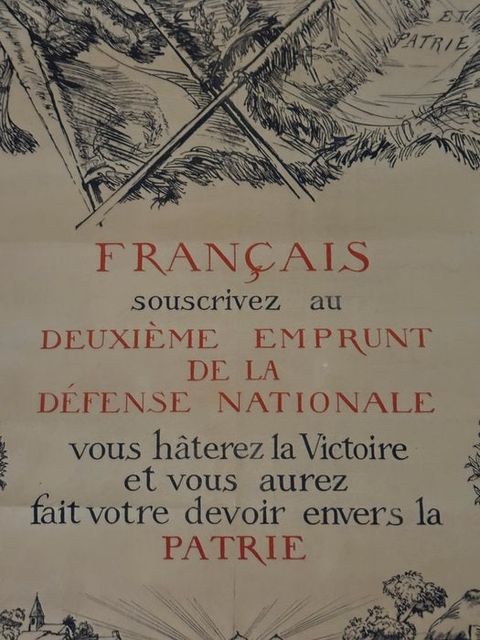 ET
PATRIE
FRANÇAIS
souscrivez au
DEUXIÈME EMPRUNT
DE LA
DÉFENSE NATIONALE
vous hâterez la Victoire
et vous aurez
fait votre devoir envers la
PATRIE